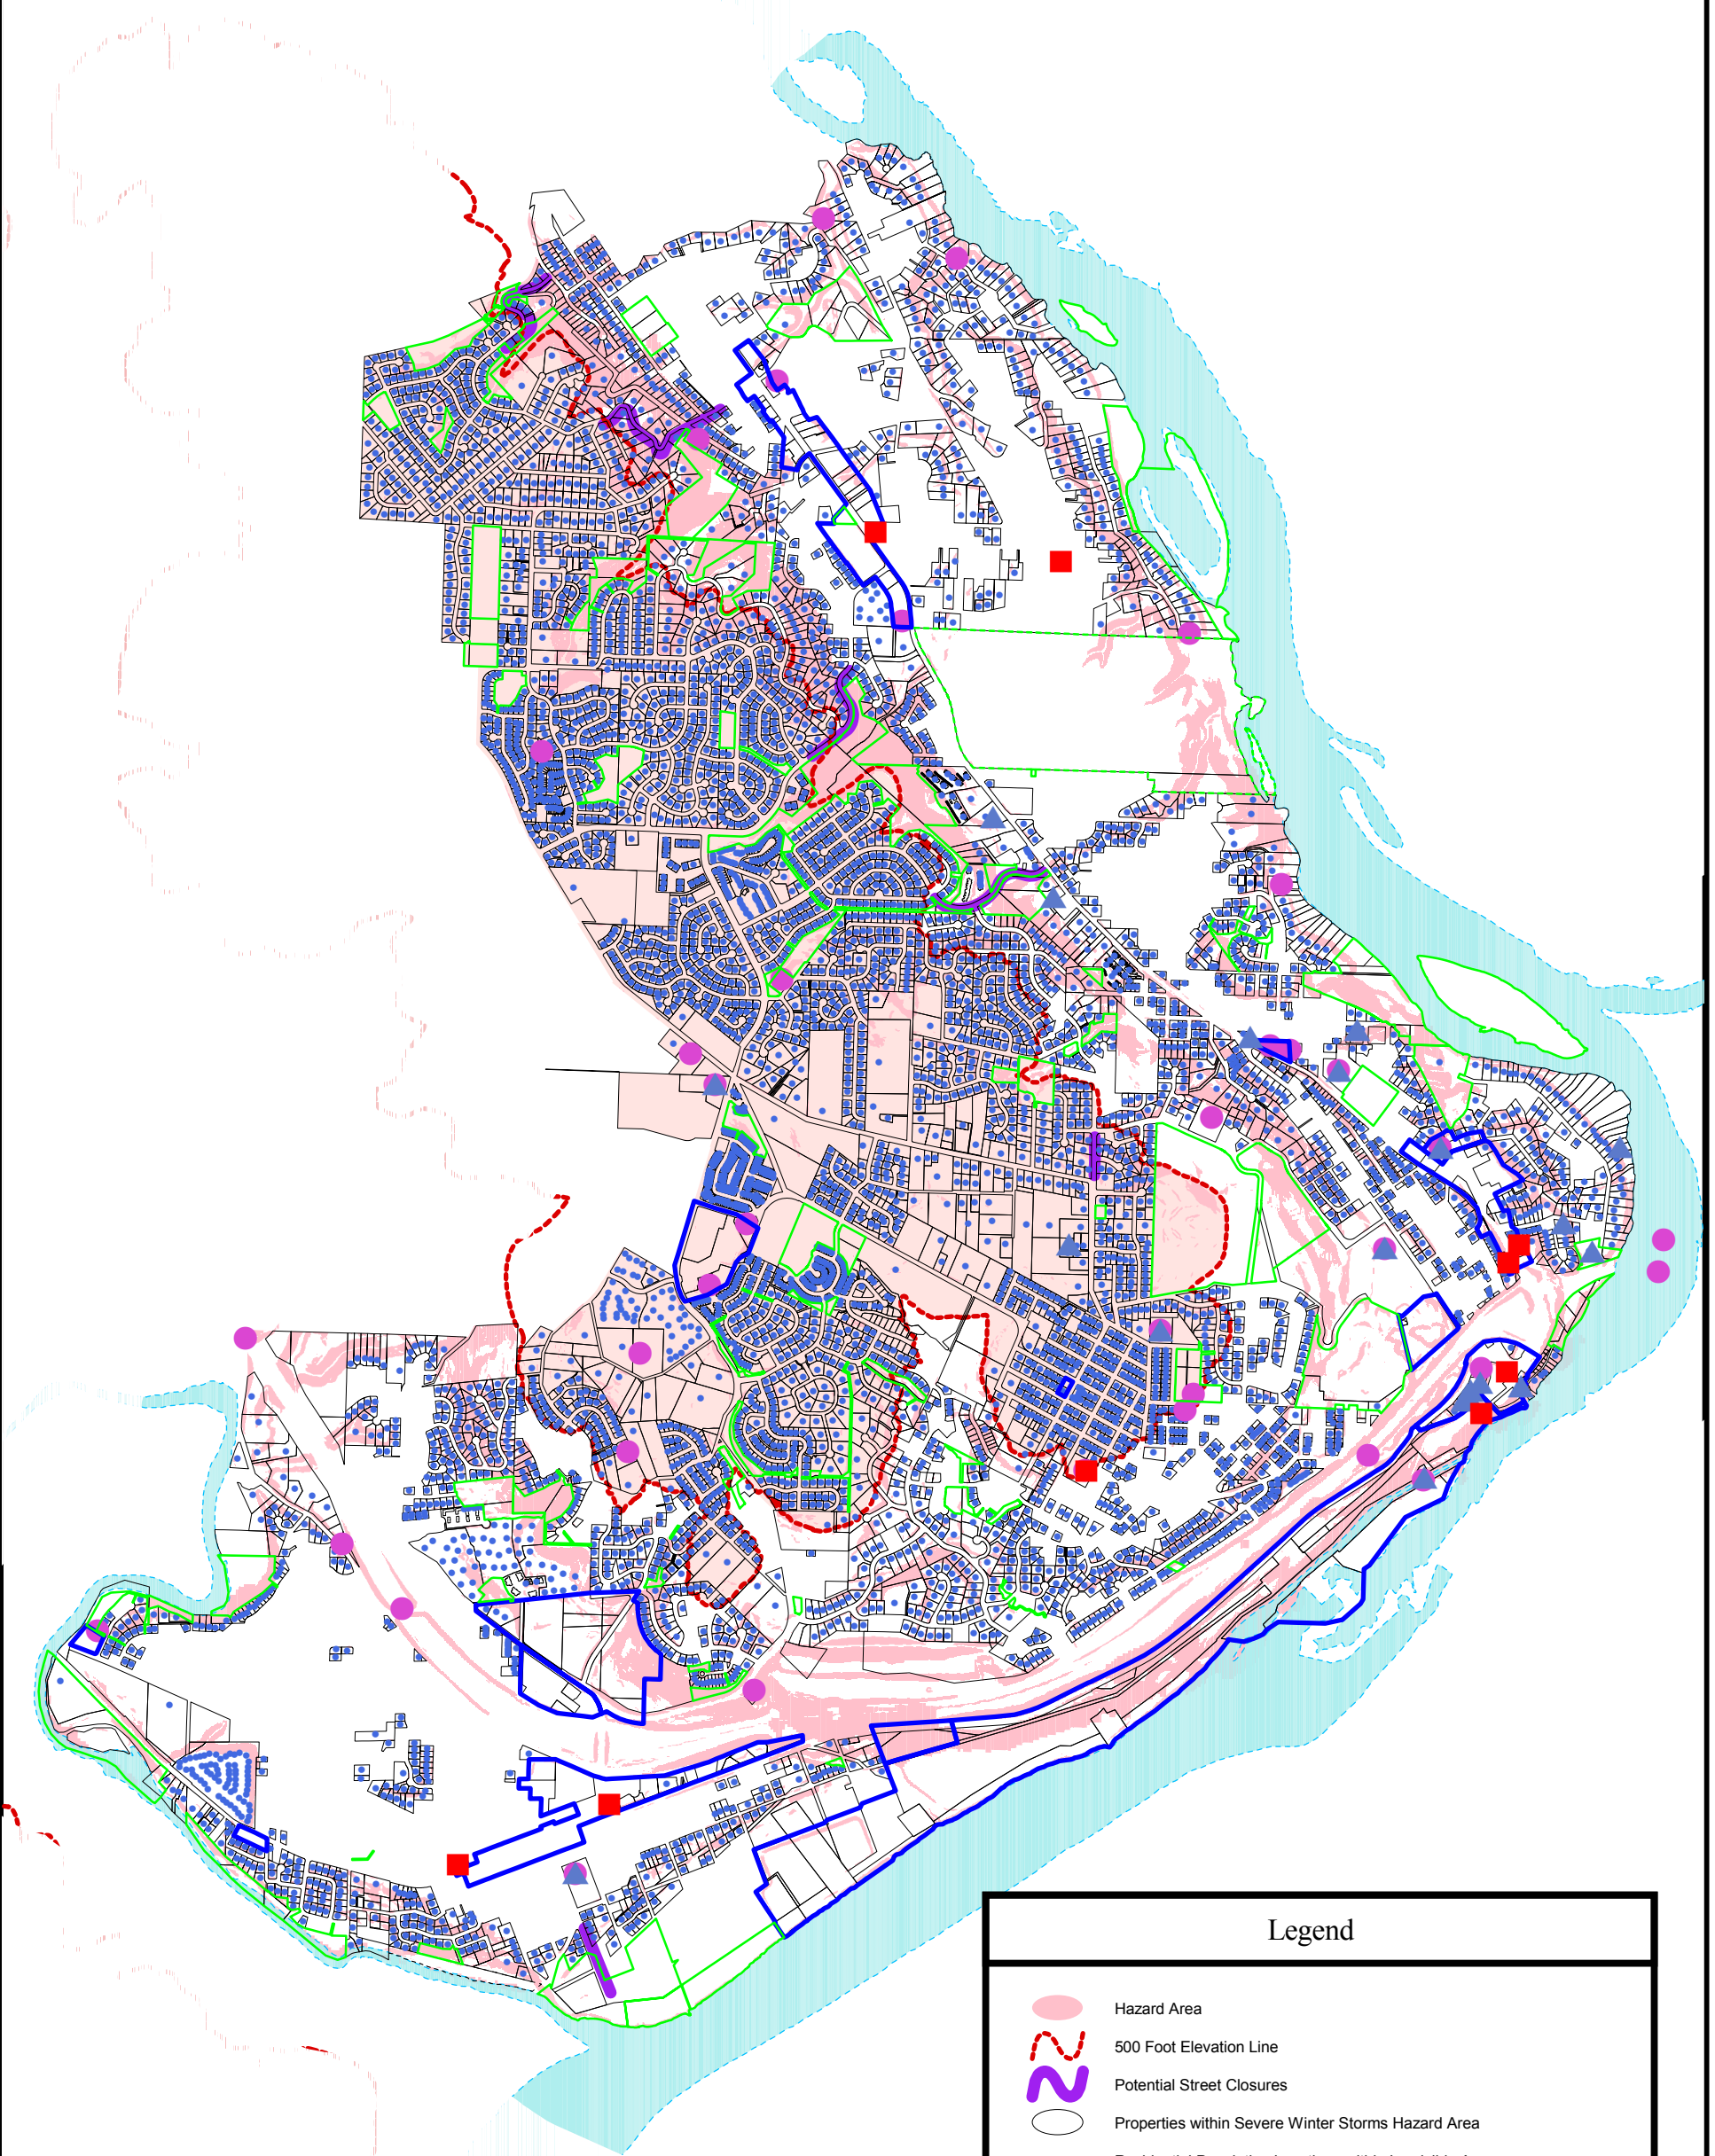 Legend
Hazard Area
500 Foot Elevation Line
Potential Street Closures
Properties within Severe Winter Storms Hazard Area